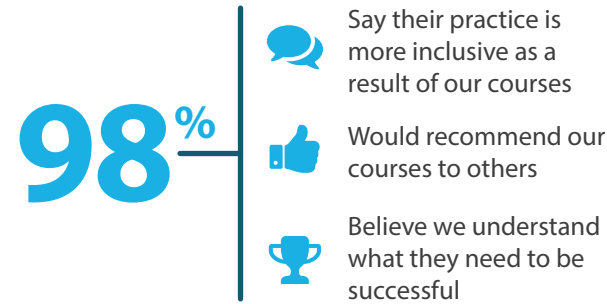 98%
Say their practice is
more inclusive as a
result of our courses
Would recommend our
courses to others
Believe we understand
what they need to be
successful